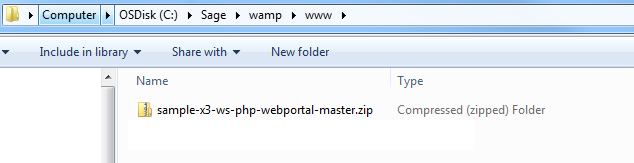 Computer OSDisk (C:) Sage wamp www
Include in library Share with New folder
Name Type
sample-x3-ws-php-webportal-master.zip Compressed (zipped) Folder